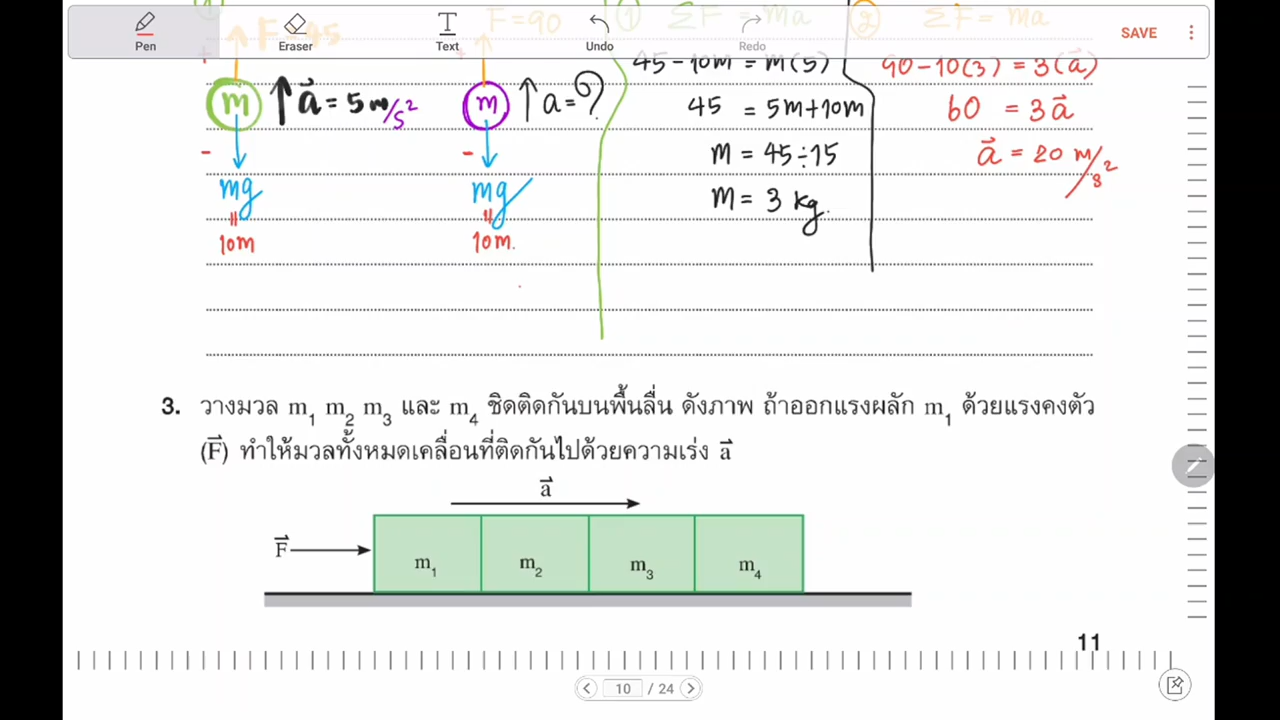 Pen Eraser Text Undo Redo SAVE
F=45 F=90 ① ΣF = ma ② ΣF = ma
+
m ↑a⃗ = 5 m/s² m ↑a = ? 45 - 10m = m(5) 90-10(3) = 3(a⃗)
45 = 5m+10m 60 = 3a⃗
- - m = 45÷15 a⃗ = 20 m/s²
mg mg m = 3 kg.
॥ ॥
10m 10m.
3. วางมวล m₁ m₂ m₃ และ m₄ ชิดติดกันบนพื้นลื่น ดังภาพ ถ้าออกแรงผลัก m₁ ด้วยแรงคงตัว
(F⃗) ทำให้มวลทั้งหมดเคลื่อนที่ติดกันไปด้วยความเร่ง a⃗
a⃗
F⃗
m₁ m₂ m₃ m₄
11
10 / 24